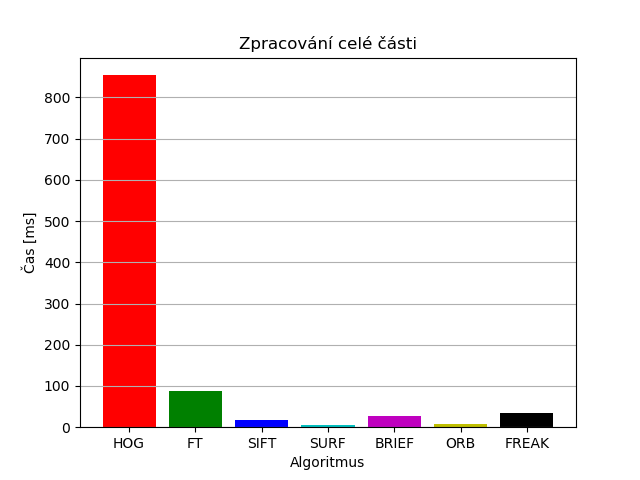 Zpracování celé části
800
700
600
500
400
300
200
100
0
Čas [ms]
HOG FT SIFT SURF BRIEF ORB FREAK
Algoritmus